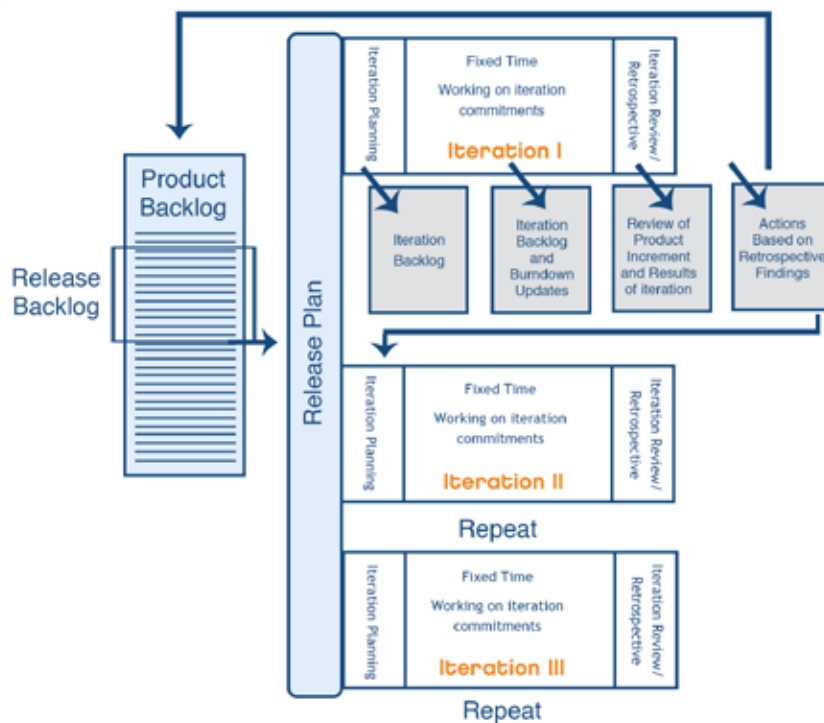 Product
Backlog
Release
Backlog
Release Plan
Iteration Planning
Fixed Time
Working on iteration
commitments
Iteration I
Iteration Review/
Retrospective
Iteration
Backlog
Iteration
Backlog
and
Burndown
Updates
Review of
Product
Increment
and Results
of iteration
Actions
Based on
Retrospective
Findings
Iteration Planning
Fixed Time
Working on iteration
commitments
Iteration II
Iteration Review/
Retrospective
Repeat
Iteration Planning
Fixed Time
Working on iteration
commitments
Iteration III
Iteration Review/
Retrospective
Repeat